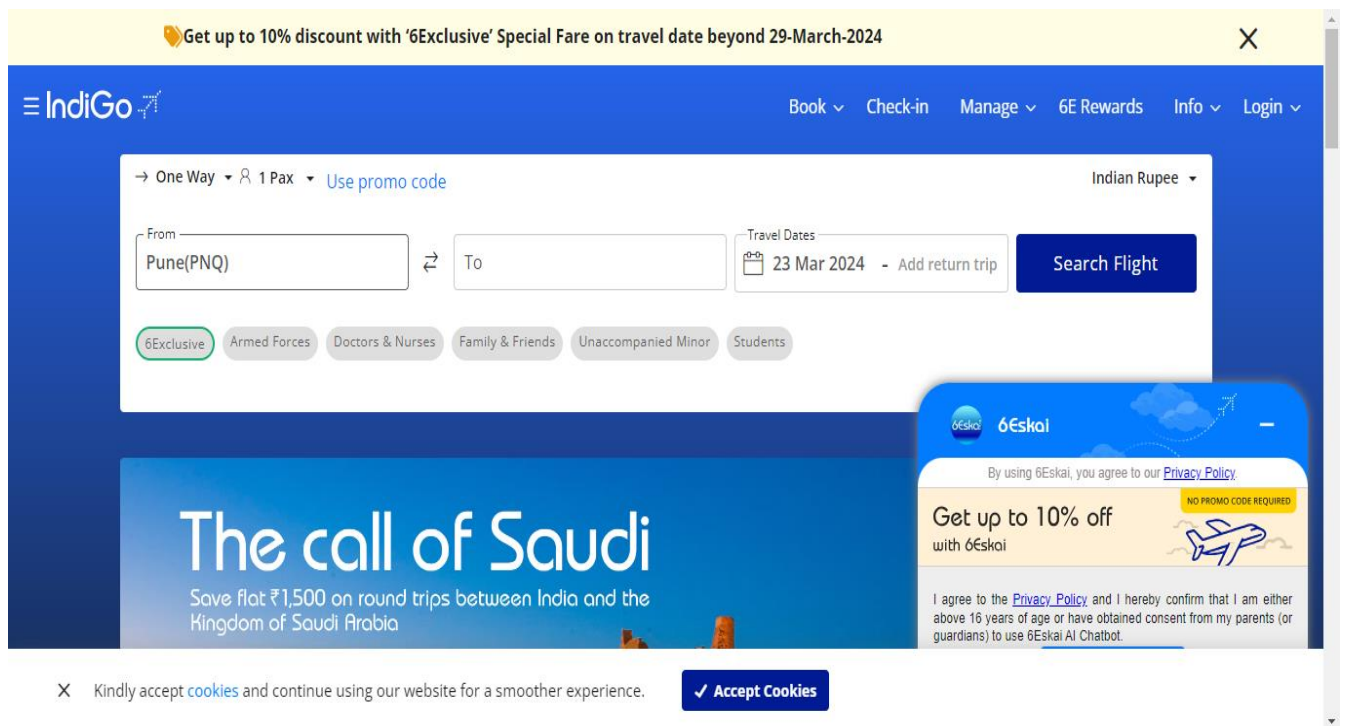 Get up to 10% discount with ‘6Exclusive’ Special Fare on travel date beyond 29-March-2024
IndiGo
Book
Check-in
Manage
6E Rewards
Info
Login
One Way
1 Pax
Use promo code
Indian Rupee
From
Pune(PNQ)
To
Travel Dates
23 Mar 2024 - Add return trip
Search Flight
6Exclusive
Armed Forces
Doctors & Nurses
Family & Friends
Unaccompanied Minor
Students
The call of Saudi
Save flat ₹1,500 on round trips between India and the
Kingdom of Saudi Arabia
6Eskai
6Eskai
By using 6Eskai, you agree to our Privacy Policy.
NO PROMO CODE REQUIRED
Get up to 10% off
with 6Eskai
I agree to the Privacy Policy and I hereby confirm that I am either
above 16 years of age or have obtained consent from my parents (or
guardians) to use 6Eskai AI Chatbot.
X Kindly accept cookies and continue using our website for a smoother experience.
✓ Accept Cookies